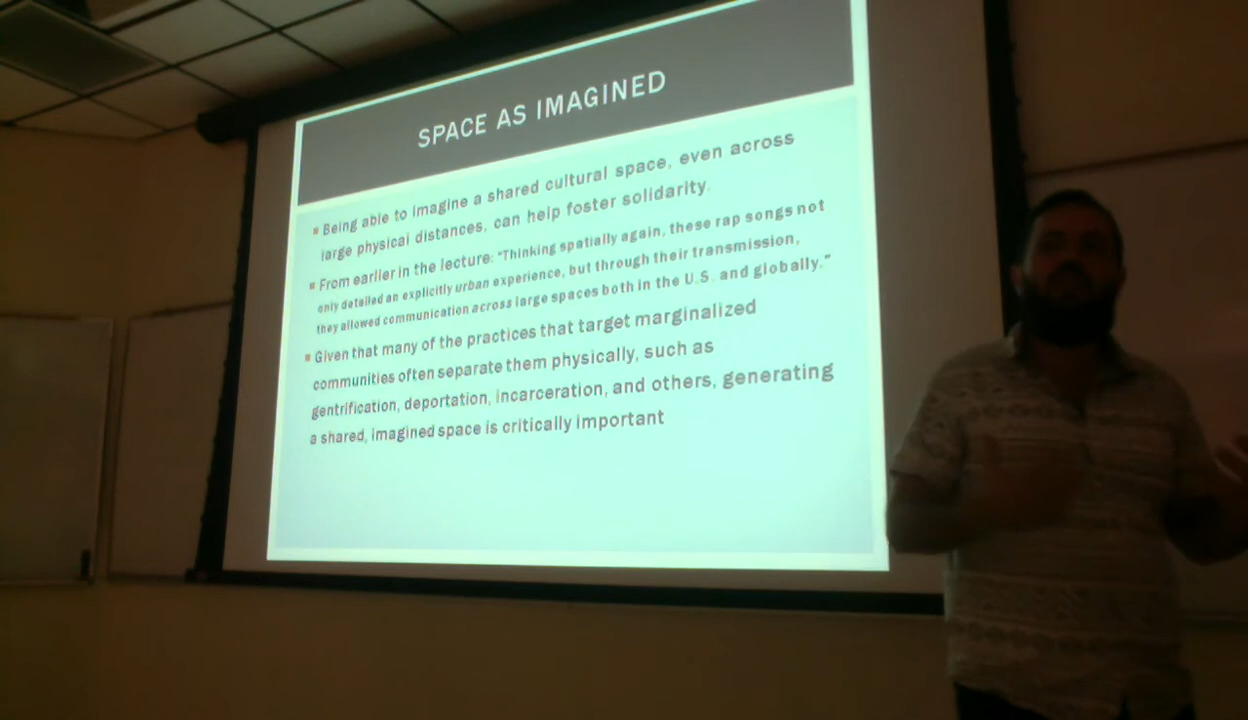 SPACE AS IMAGINED
Being able to imagine a shared cultural space, even across
large physical distances, can help foster solidarity.
From earlier in the lecture: "Thinking spatially again, these rap songs not
only detailed an explicitly urban experience, but through their transmission,
they allowed communication across large spaces both in the U.S. and globally."
Given that many of the practices that target marginalized
communities often separate them physically, such as
gentrification, deportation, incarceration, and others, generating
a shared, imagined space is critically important